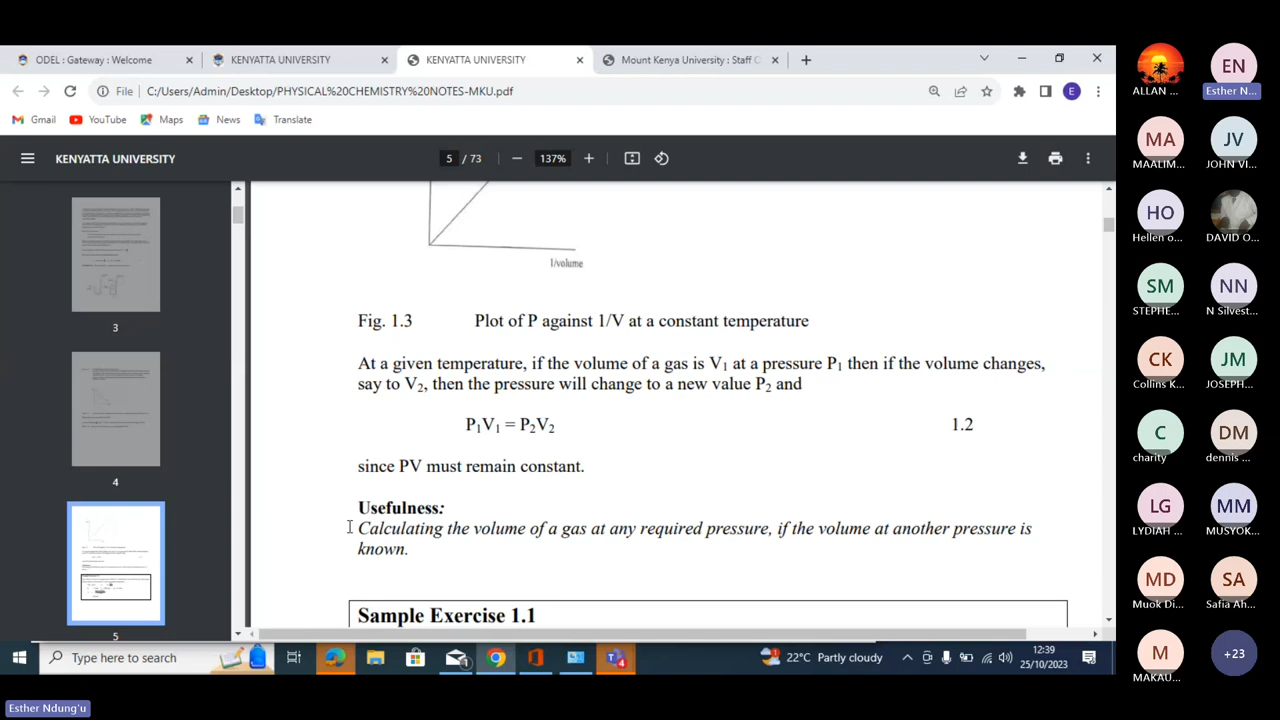 ODEL : Gateway : Welcome
KENYATTA UNIVERSITY
KENYATTA UNIVERSITY
Mount Kenya University : Staff
File C:/Users/Admin/Desktop/PHYSICAL%20CHEMISTRY%20NOTES-MKU.pdf
E
Gmail YouTube Maps News Translate
KENYATTA UNIVERSITY
5 / 73
137%
3
4
5
1/volume
Fig. 1.3 Plot of P against 1/V at a constant temperature
At a given temperature, if the volume of a gas is V₁ at a pressure P₁ then if the volume changes,
say to V₂, then the pressure will change to a new value P₂ and
P₁V₁ = P₂V₂ 1.2
since PV must remain constant.
Usefulness:
Calculating the volume of a gas at any required pressure, if the volume at another pressure is
known.
Sample Exercise 1.1
Type here to search
1
4
22°C Partly cloudy
12:39
25/10/2023
Esther Ndung'u
ALLAN ...
EN
Esther N...
MA
MAALIM...
JV
JOHN VI...
HO
Hellen o...
DAVID O...
SM
STEPHE...
NN
N Silvest...
CK
Collins K...
JM
JOSEPH...
C
charity
DM
dennis ...
LG
LYDIAH ...
MM
MUSYOK...
MD
Muok Di...
SA
Safia Ah...
M
MAKAU...
+23